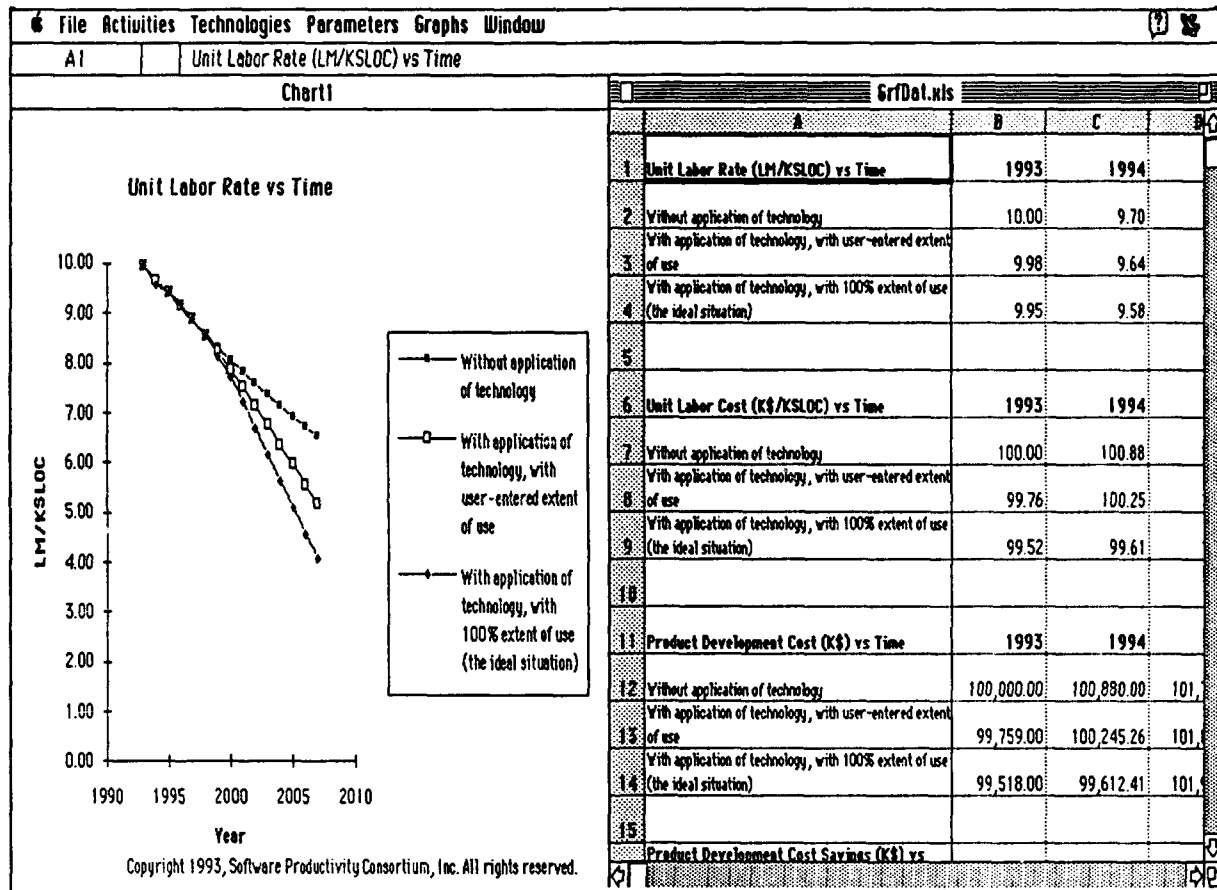 File Activities Technologies Parameters Graphs Window
A1 Unit Labor Rate (LM/KSLOC) vs Time
Chart1
Unit Labor Rate vs Time
10.00
9.00
8.00
7.00
6.00
5.00
4.00
3.00
2.00
1.00
0.00
LM/KSLOC
1990 1995 2000 2005 2010
Year
Without application
of technology
With application of
technology, with
user-entered extent
of use
With application of
technology, with
100% extent of use
(the ideal situation)
Copyright 1993, Software Productivity Consortium, Inc. All rights reserved.
GrfDat.xls
A B C D
1 Unit Labor Rate (LM/KSLOC) vs Time 1993 1994
2 Without application of technology 10.00 9.70
With application of technology, with user-entered extent
3 of use 9.98 9.64
With application of technology, with 100% extent of use
4 (the ideal situation) 9.95 9.58
5
6 Unit Labor Cost (K$/KSLOC) vs Time 1993 1994
7 Without application of technology 100.00 100.88
With application of technology, with user-entered extent
8 of use 99.76 100.25
With application of technology, with 100% extent of use
9 (the ideal situation) 99.52 99.61
10
11 Product Development Cost (K$) vs Time 1993 1994
12 Without application of technology 100,000.00 100,880.00 101,
With application of technology, with user-entered extent
13 of use 99,759.00 100,245.26 101,
With application of technology, with 100% extent of use
14 (the ideal situation) 99,518.00 99,612.41 101,
15
Product Development Cost Savings (K$) vs